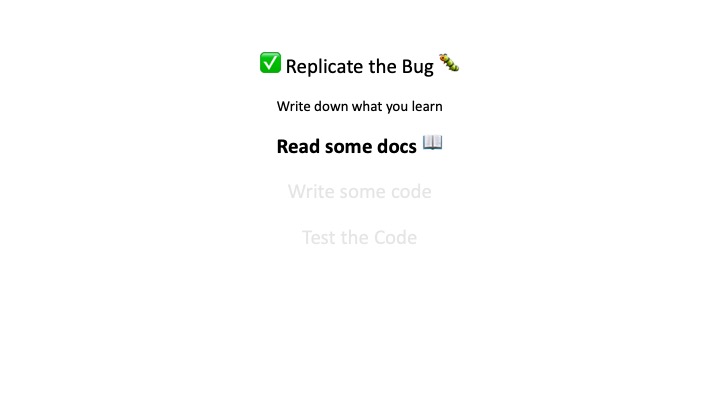 ✅ Replicate the Bug 🐛
Write down what you learn
Read some docs 📖
Write some code
Test the Code